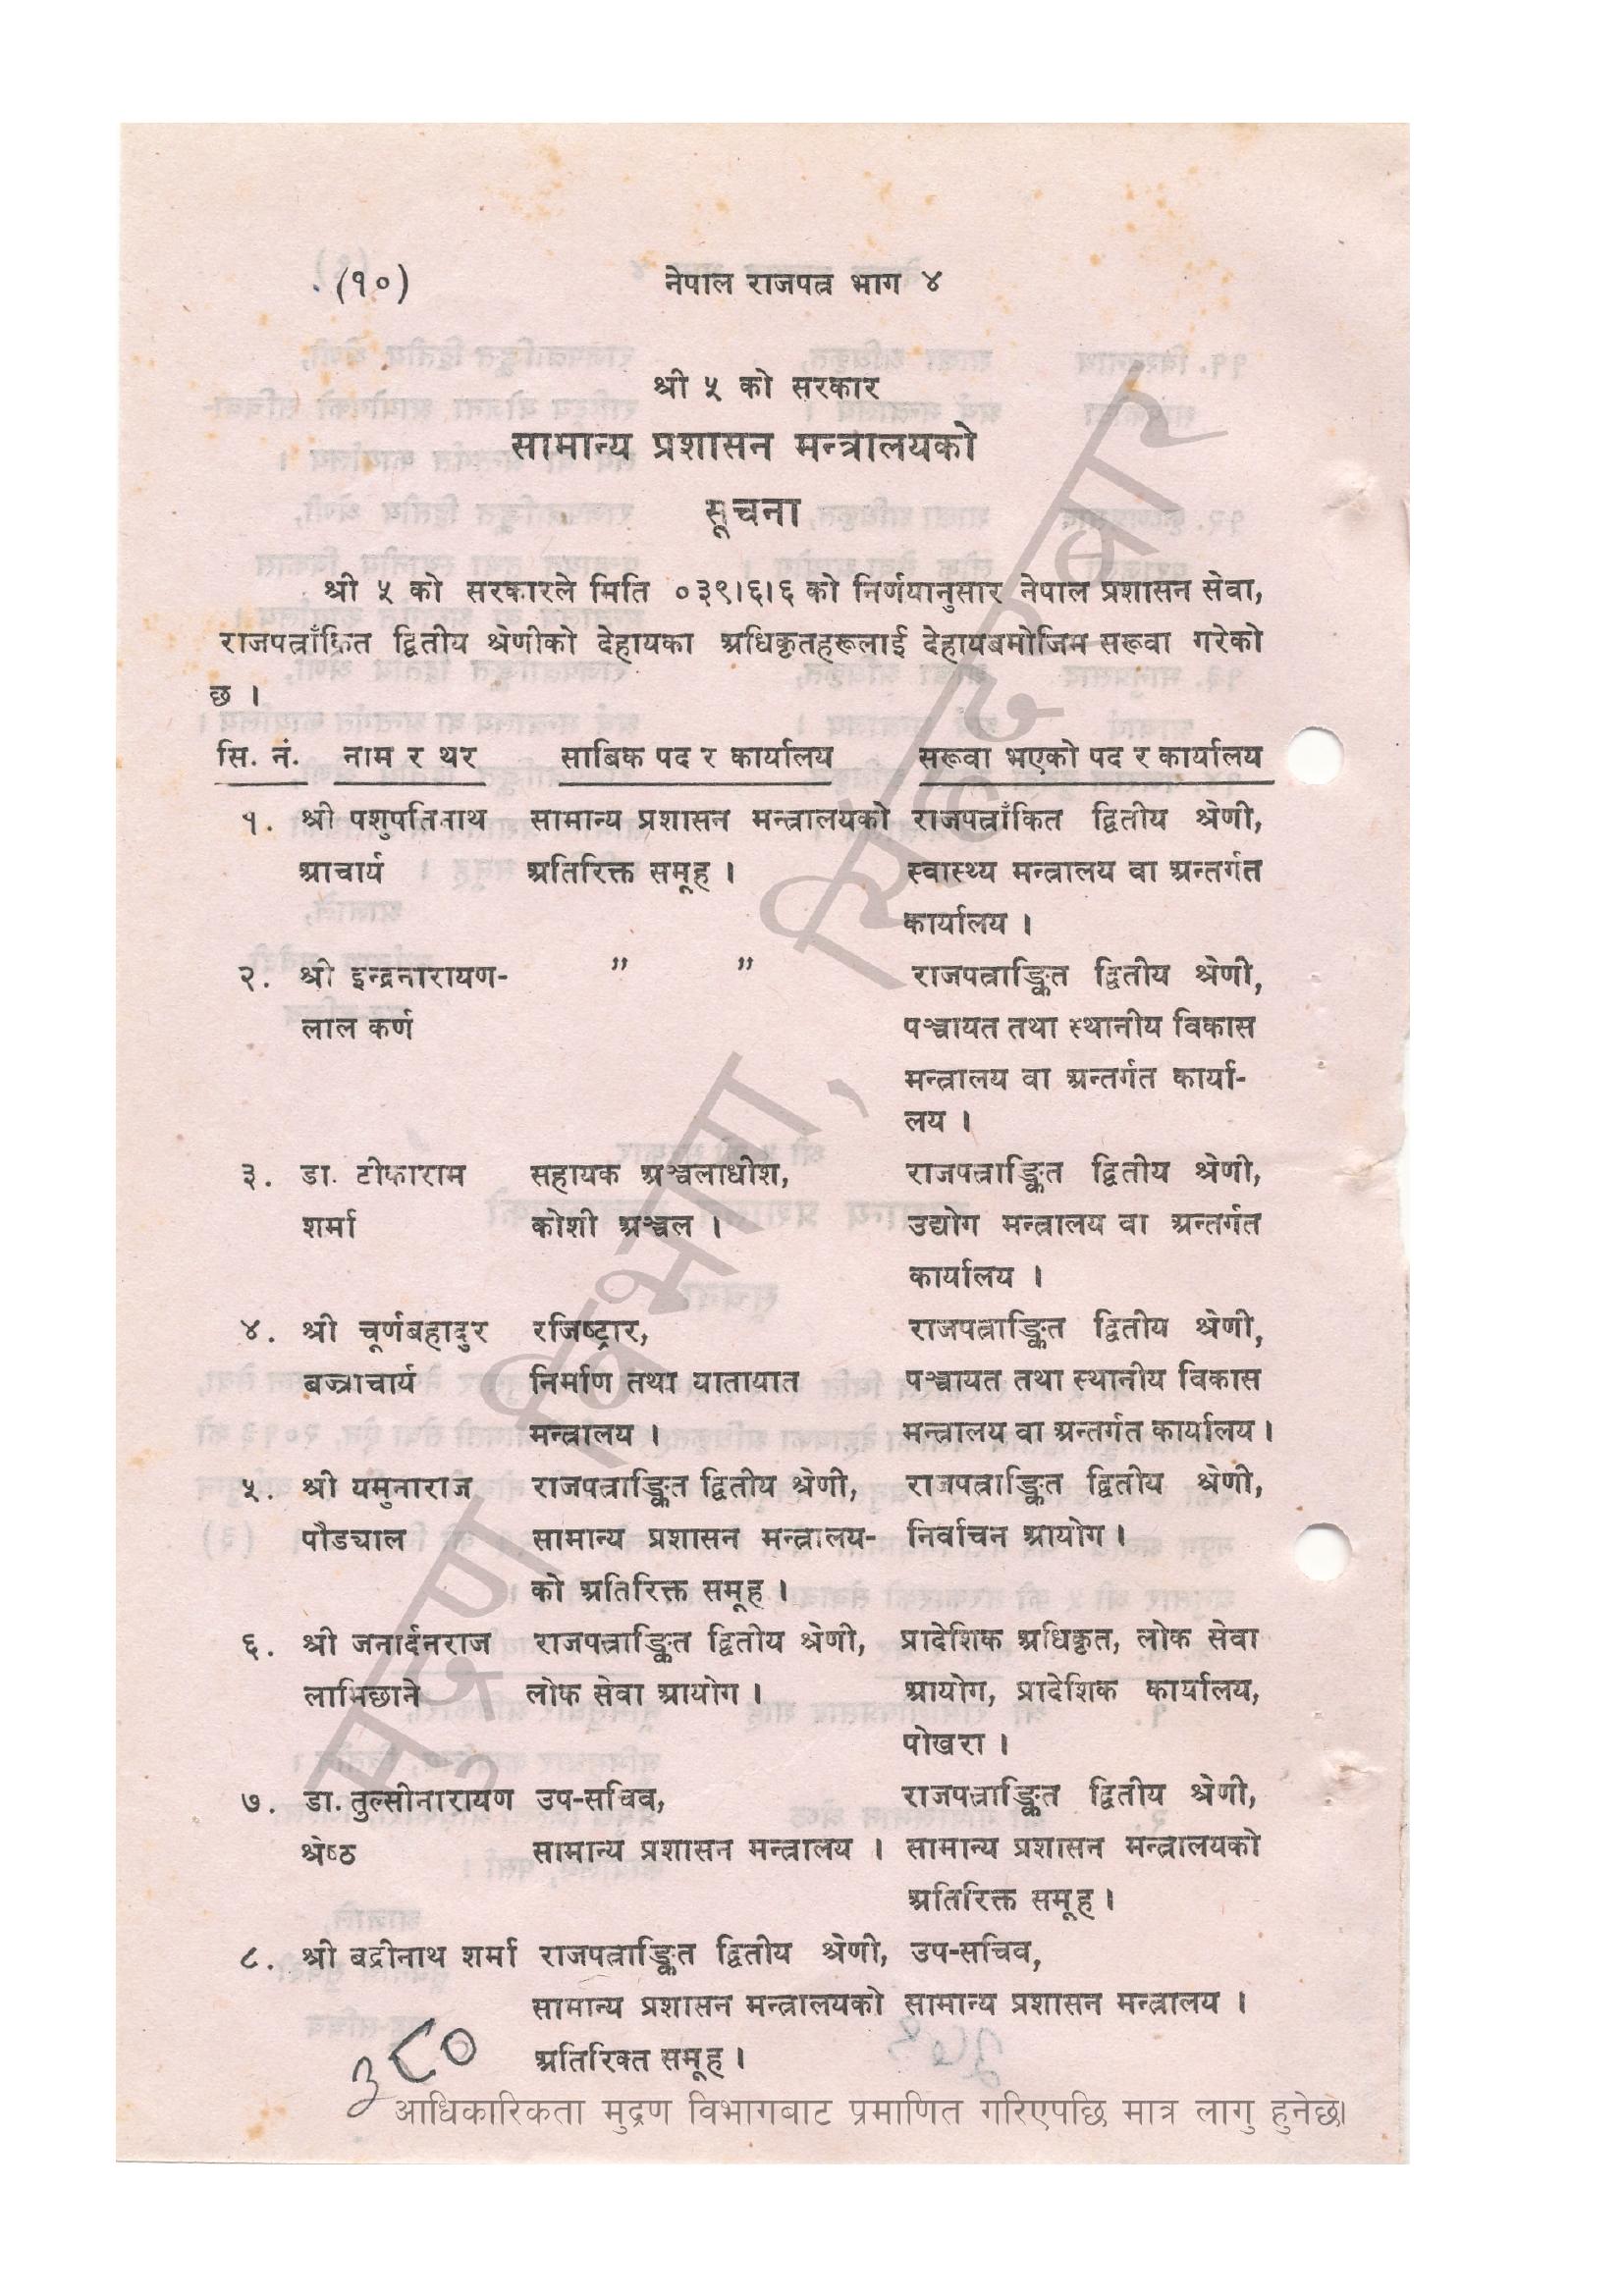 (१०) नेपाल राजपत्र भाग ४
श्री ५ को सरकार
सामान्य प्रशासन मन्त्रालयको
सूचना
श्री ५ को सरकारले मिति ०३९।६।६ को निर्णयानुसार नेपाल प्रशासन सेवा,
राजपत्राँकित द्वितीय श्रेणीको देहायका अधिकृतहरूलाई देहायबमोजिम सरूवा गरेको
छ ।
सि. नं. नाम र थर साबिक पद र कार्यालय सरूवा भएको पद र कार्यालय
१. श्री पशुपतिनाथ सामान्य प्रशासन मन्त्रालयको राजपत्राँकित द्वितीय श्रेणी,
आचार्य अतिरिक्त समूह । स्वास्थ्य मन्त्रालय वा अन्तर्गत
कार्यालय ।
२. श्री इन्द्रनारायण- " " राजपत्राङ्कित द्वितीय श्रेणी,
लाल कर्ण पञ्चायत तथा स्थानीय विकास
मन्त्रालय वा अन्तर्गत कार्या-
लय ।
३. डा. टीकाराम सहायक अञ्चलाधीश, राजपत्राङ्कित द्वितीय श्रेणी,
शर्मा कोशी अञ्चल । उद्योग मन्त्रालय वा अन्तर्गत
कार्यालय ।
४. श्री चूर्णबहादुर रजिष्ट्रार, राजपत्राङ्कित द्वितीय श्रेणी,
बज्राचार्य निर्माण तथा यातायात पञ्चायत तथा स्थानीय विकास
मन्त्रालय । मन्त्रालय वा अन्तर्गत कार्यालय ।
५. श्री यमुनाराज राजपत्राङ्कित द्वितीय श्रेणी, राजपत्राङ्कित द्वितीय श्रेणी,
पौड्याल सामान्य प्रशासन मन्त्रालय- निर्वाचन आयोग ।
को अतिरिक्त समूह ।
६. श्री जनार्दनराज राजपत्राङ्कित द्वितीय श्रेणी, प्रादेशिक अधिकृत, लोक सेवा
लामिछाने लोक सेवा आयोग । आयोग, प्रादेशिक कार्यालय,
पोखरा ।
७. डा. तुल्सीनारायण उप-सचिव, राजपत्राङ्कित द्वितीय श्रेणी,
श्रेष्ठ सामान्य प्रशासन मन्त्रालय । सामान्य प्रशासन मन्त्रालयको
अतिरिक्त समूह ।
८. श्री बद्रीनाथ शर्मा राजपत्राङ्कित द्वितीय श्रेणी, उप-सचिव,
सामान्य प्रशासन मन्त्रालयको सामान्य प्रशासन मन्त्रालय ।
अतिरिक्त समूह ।
३८०
आधिकारिकता मुद्रण विभागबाट प्रमाणित गरिएपछि मात्र लागु हुनेछ।
मुद्रण विभाग, सिंहदरबार